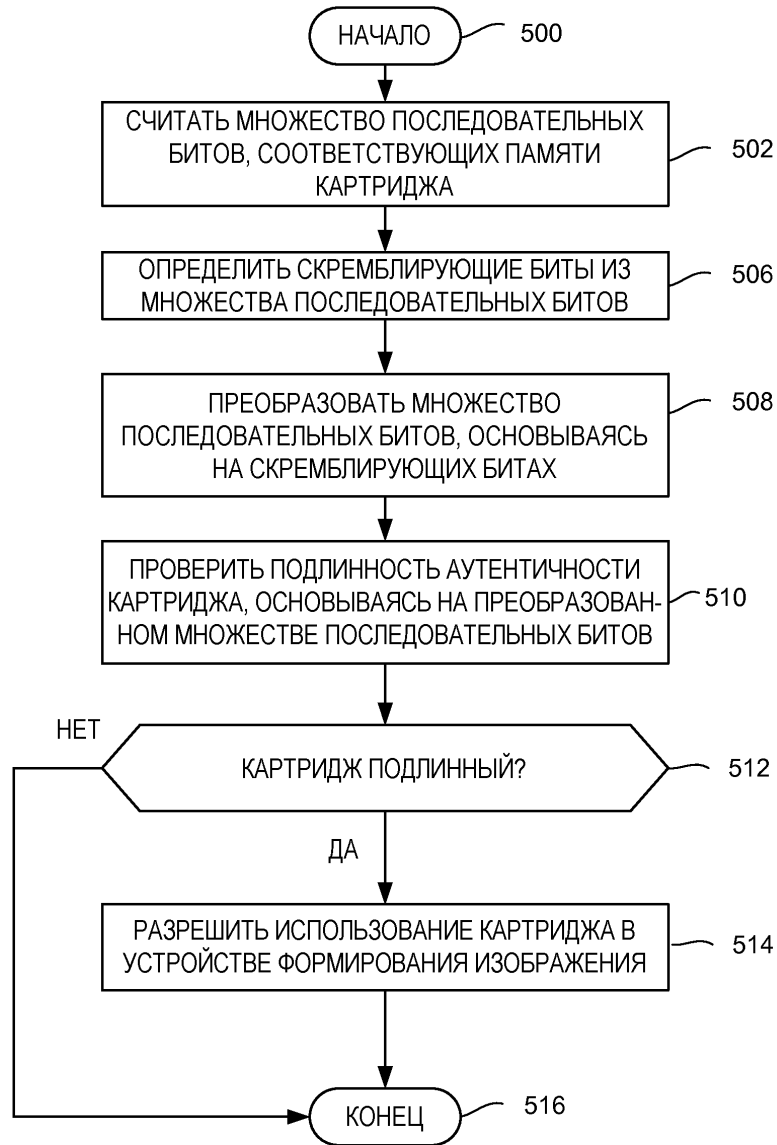 НАЧАЛО
500
СЧИТАТЬ МНОЖЕСТВО ПОСЛЕДОВАТЕЛЬНЫХ
БИТОВ, СООТВЕТСТВУЮЩИХ ПАМЯТИ
КАРТРИДЖА
502
ОПРЕДЕЛИТЬ СКРЕМБЛИРУЮЩИЕ БИТЫ ИЗ
МНОЖЕСТВА ПОСЛЕДОВАТЕЛЬНЫХ БИТОВ
506
ПРЕОБРАЗОВАТЬ МНОЖЕСТВО
ПОСЛЕДОВАТЕЛЬНЫХ БИТОВ, ОСНОВЫВАЯСЬ
НА СКРЕМБЛИРУЮЩИХ БИТАХ
508
ПРОВЕРИТЬ ПОДЛИННОСТЬ АУТЕНТИЧНОСТИ
КАРТРИДЖА, ОСНОВЫВАЯСЬ НА ПРЕОБРАЗОВАН-
НОМ МНОЖЕСТВЕ ПОСЛЕДОВАТЕЛЬНЫХ БИТОВ
510
НЕТ
КАРТРИДЖ ПОДЛИННЫЙ?
512
ДА
РАЗРЕШИТЬ ИСПОЛЬЗОВАНИЕ КАРТРИДЖА В
УСТРОЙСТВЕ ФОРМИРОВАНИЯ ИЗОБРАЖЕНИЯ
514
КОНЕЦ
516